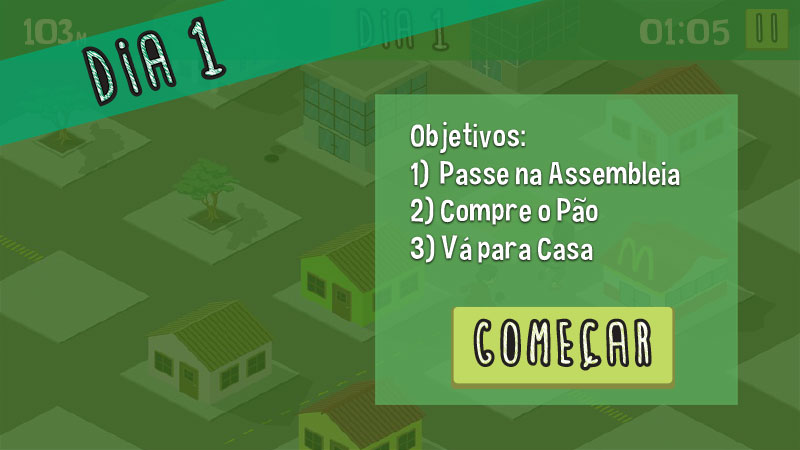 103M
DiA 1
01:05
DiA 1
Objetivos:
1) Passe na Assembleia
2) Compre o Pão
3) Vá para Casa
COMEÇAR